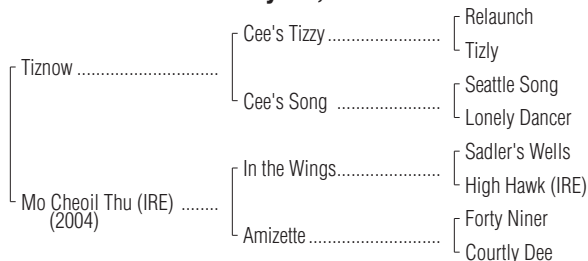 Relaunch
Cee's Tizzy ........................
Tizly
Tiznow ..............................
Seattle Song
Cee's Song ......................
Lonely Dancer
Sadler's Wells
In the Wings......................
High Hawk (IRE)
Mo Cheoil Thu (IRE) ........
(2004)
Forty Niner
Amizette............................
Courtly Dee